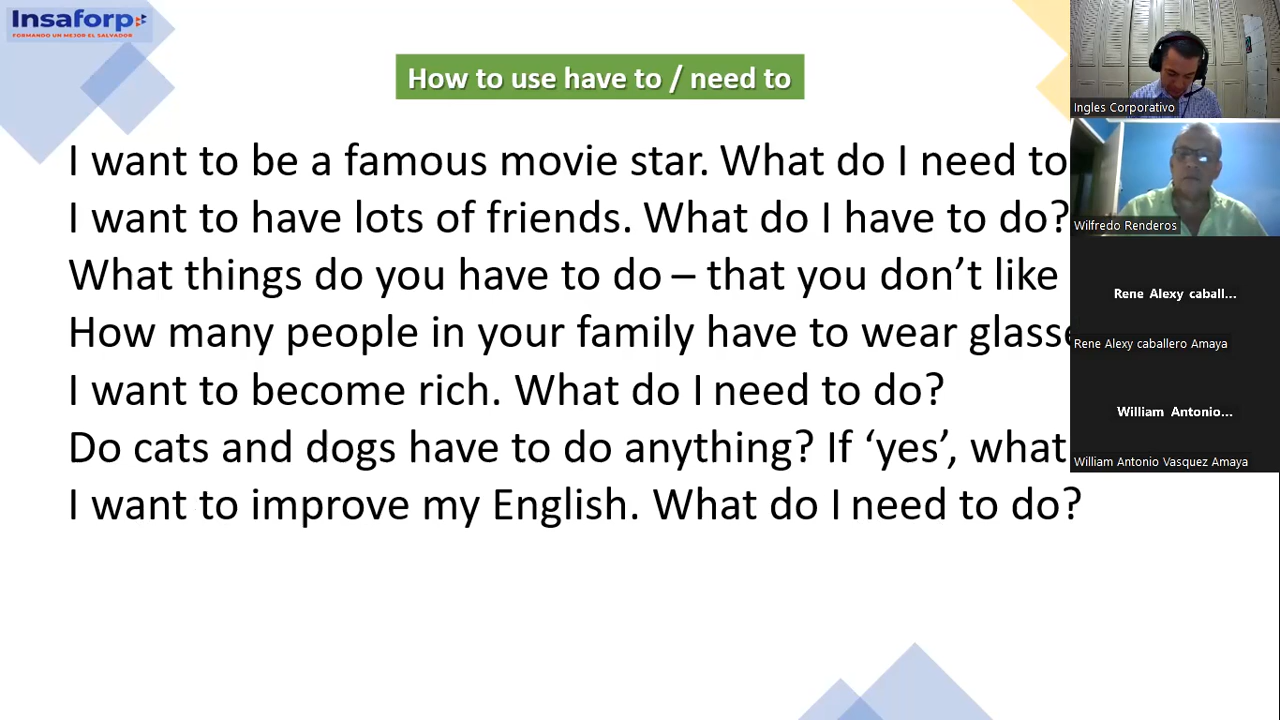 Insaforp
FORMANDO UN MEJOR EL SALVADOR
How to use have to / need to
I want to be a famous movie star. What do I need to
I want to have lots of friends. What do I have to do?
What things do you have to do – that you don’t like
How many people in your family have to wear glasse
I want to become rich. What do I need to do?
Do cats and dogs have to do anything? If ‘yes’, what
I want to improve my English. What do I need to do?
Ingles Corporativo
Wilfredo Renderos
Rene Alexy caball...
Rene Alexy caballero Amaya
William Antonio...
William Antonio Vasquez Amaya